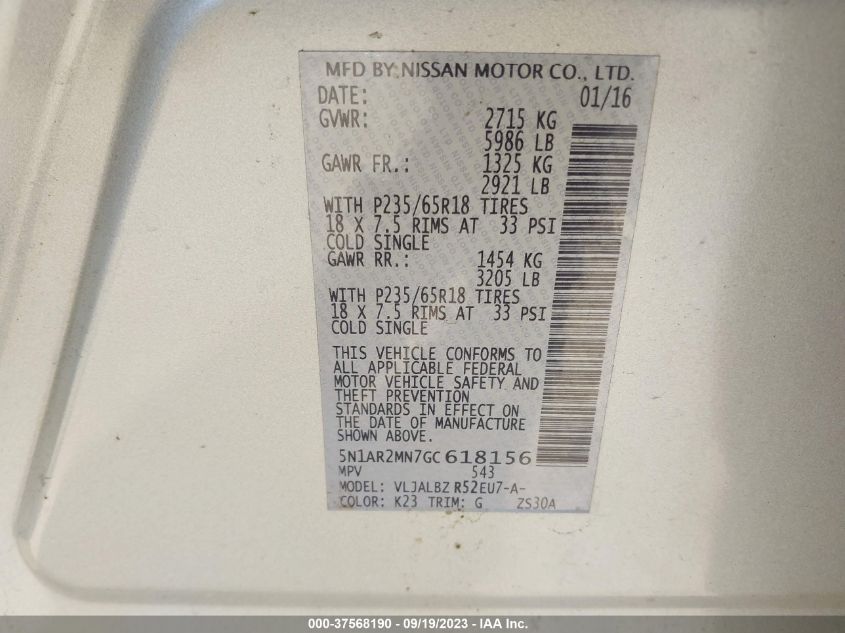 MFD BY NISSAN MOTOR CO., LTD.
DATE: 01/16
GVWR: 2715 KG
5986 LB
GAWR FR.: 1325 KG
2921 LB
WITH P235/65R18 TIRES
18 X 7.5 RIMS AT 33 PSI
COLD SINGLE
GAWR RR.: 1454 KG
3205 LB
WITH P235/65R18 TIRES
18 X 7.5 RIMS AT 33 PSI
COLD SINGLE
THIS VEHICLE CONFORMS TO
ALL APPLICABLE FEDERAL
MOTOR VEHICLE SAFETY AND
THEFT PREVENTION
STANDARDS IN EFFECT ON
THE DATE OF MANUFACTURE
SHOWN ABOVE.
5N1AR2MN7GC618156
MPV 543
MODEL: VLJALBZ R52EU7-A-
COLOR: K23 TRIM: G ZS30A
000-37568190 - 09/19/2023 - IAA Inc.